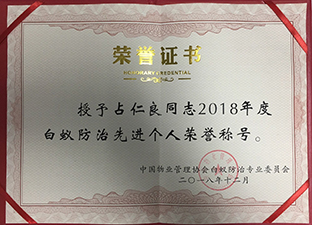 荣誉证书
HONORARY CREDENTIAL
授予占仁良同志2018年度
白蚁防治先进个人荣誉称号。
中国物业管理协会白蚁防治专业委员会
二〇一八年十二月